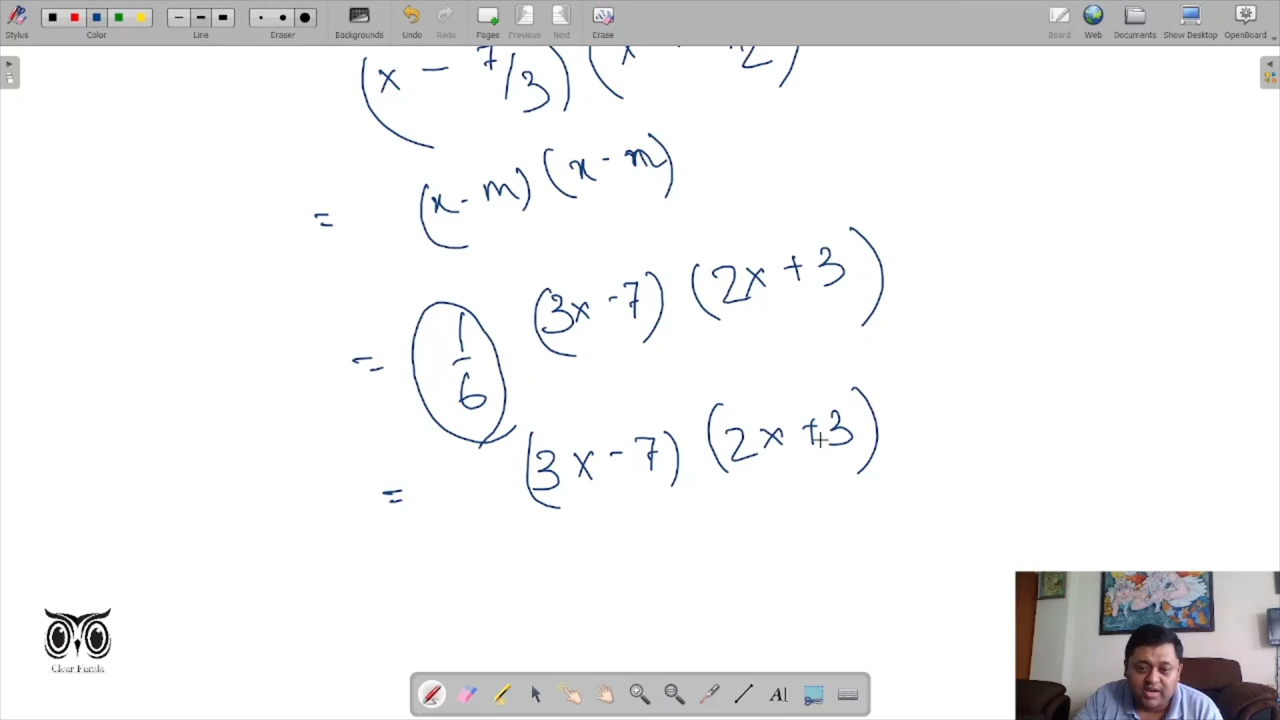 Stylus Color Line Eraser Backgrounds Undo Redo Pages Previous Next Erase Board Web Documents Show Desktop OpenBoard
(x - 7/3)(x 2)
= (x - m)(x - m)
= 1/6 (3x - 7)(2x + 3)
= (3x - 7)(2x + 3)
Clear Funda